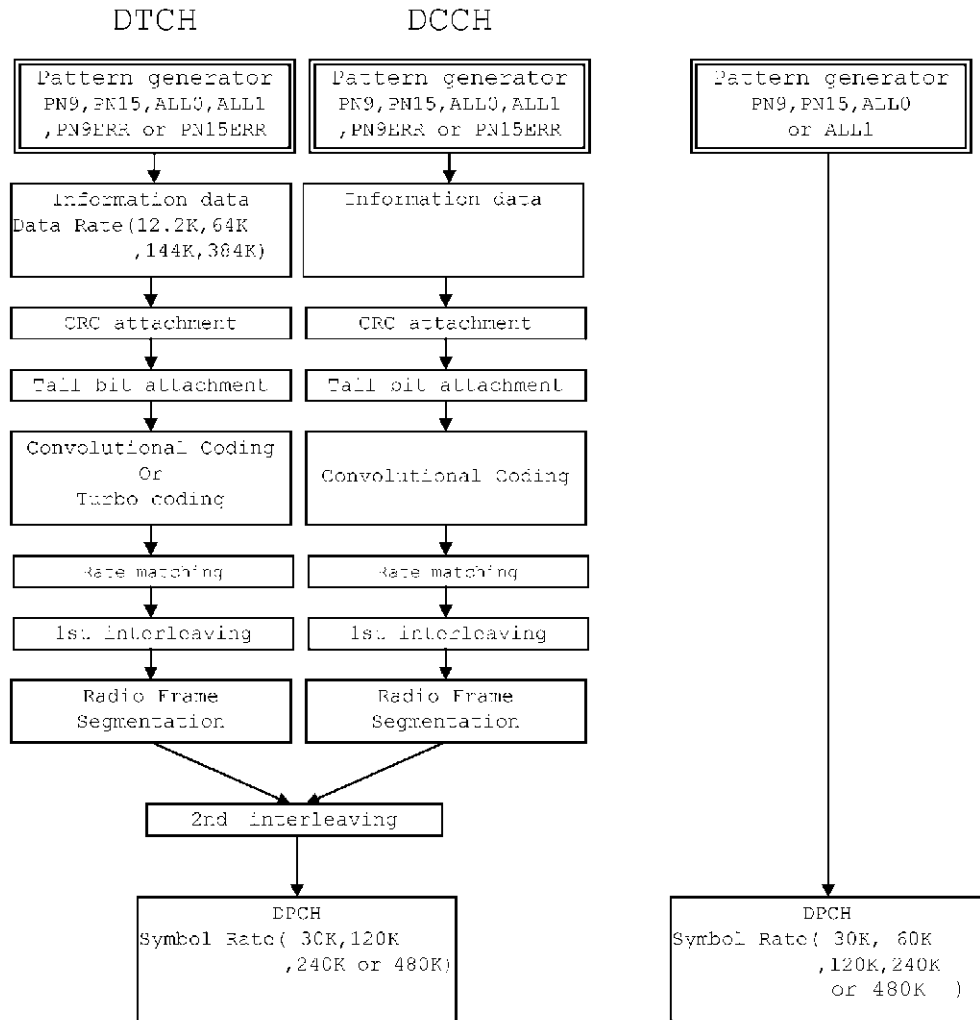 DTCH
DCCH
Pattern generator
PN9,PN15,ALL0,ALL1
,PN9ERR or PN15ERR
Pattern generator
PN9,PN15,ALL0,ALL1
,PN9ERR or PN15ERR
Pattern generator
PN9,PN15,ALL0
or ALL1
Information data
Data Rate(12.2K,64K
,144K,384K)
Information data
CRC attachment
CRC attachment
Tail bit attachment
Tail bit attachment
Convolutional Coding
Or
Turbo coding
Convolutional Coding
Rate matching
Rate matching
1st interleaving
1st interleaving
Radio Frame
Segmentation
Radio Frame
Segmentation
2nd interleaving
DPCH
Symbol Rate( 30K,120K
,240K or 480K)
DPCH
Symbol Rate( 30K, 60K
,120K,240K
or 480K )